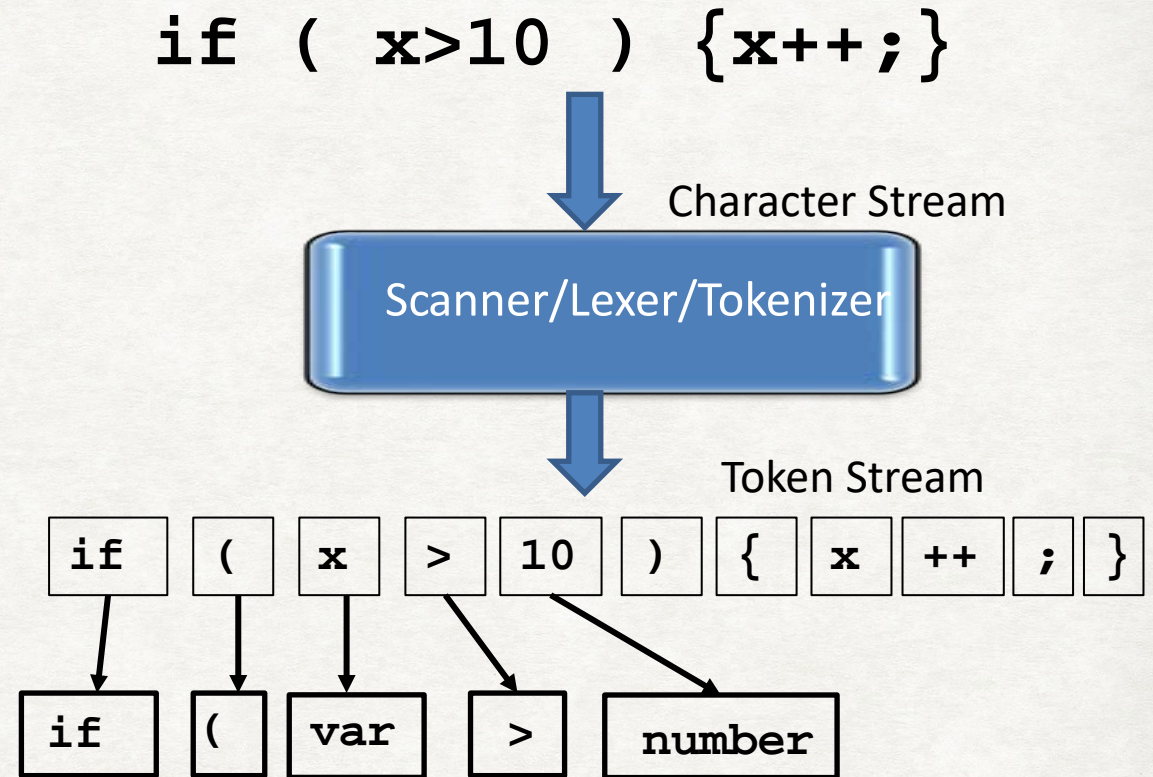 if ( x>10 ) {x++;}
Character Stream
Scanner/Lexer/Tokenizer
Token Stream
if ( x > 10 ) { x ++ ; }
if ( var > number